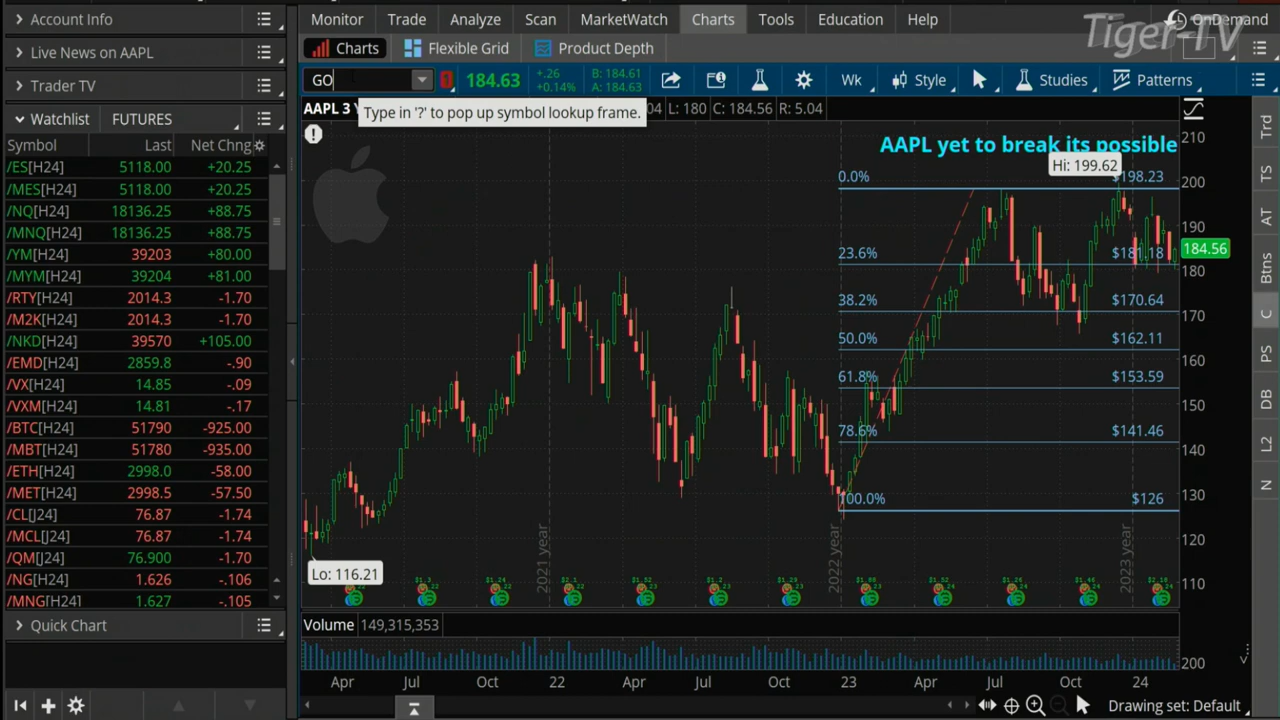 Account Info
Live News on AAPL
Trader TV
Watchlist FUTURES
Symbol Last Net Chng
/ES[H24] 5118.00 +20.25
/MES[H24] 5118.00 +20.25
/NQ[H24] 18136.25 +88.75
/MNQ[H24] 18136.25 +88.75
/YM[H24] 39203 +80.00
/MYM[H24] 39204 +81.00
/RTY[H24] 2014.3 -1.70
/M2K[H24] 2014.3 -1.70
/NKD[H24] 39570 +105.00
/EMD[H24] 2859.8 -.90
/VX[H24] 14.85 -.09
/VXM[H24] 14.81 -.17
/BTC[H24] 51790 -925.00
/MBT[H24] 51780 -935.00
/ETH[H24] 2998.0 -58.00
/MET[H24] 2998.5 -57.50
/CL[J24] 76.87 -1.74
/MCL[J24] 76.87 -1.74
/QM[J24] 76.900 -1.70
/NG[H24] 1.626 -.106
/MNG[H24] 1.627 -.105
Quick Chart
Monitor Trade Analyze Scan MarketWatch Charts Tools Education Help OnDemand
Tiger-TV
Charts Flexible Grid Product Depth
GO 184.63 +.26 +0.14% B: 184.61 A: 184.63 Wk Style Studies Patterns
AAPL 3 Y .04 L: 180 C: 184.56 R: 5.04
Type in '?' to pop up symbol lookup frame.
AAPL yet to break its possible
Hi: 199.62
0.0% $198.23
23.6% $181.18
38.2% $170.64
50.0% $162.11
61.8% $153.59
78.6% $141.46
100.0% $126
Lo: 116.21
210
200
190
184.56
180
170
160
150
140
130
120
110
2021 year
2022 year
2023 year
Volume 149,315,353
200
Apr Jul Oct 22 Apr Jul Oct 23 Apr Jul Oct 24
Drawing set: Default
Trd
TS
AT
Btns
C
PS
DB
L2
N